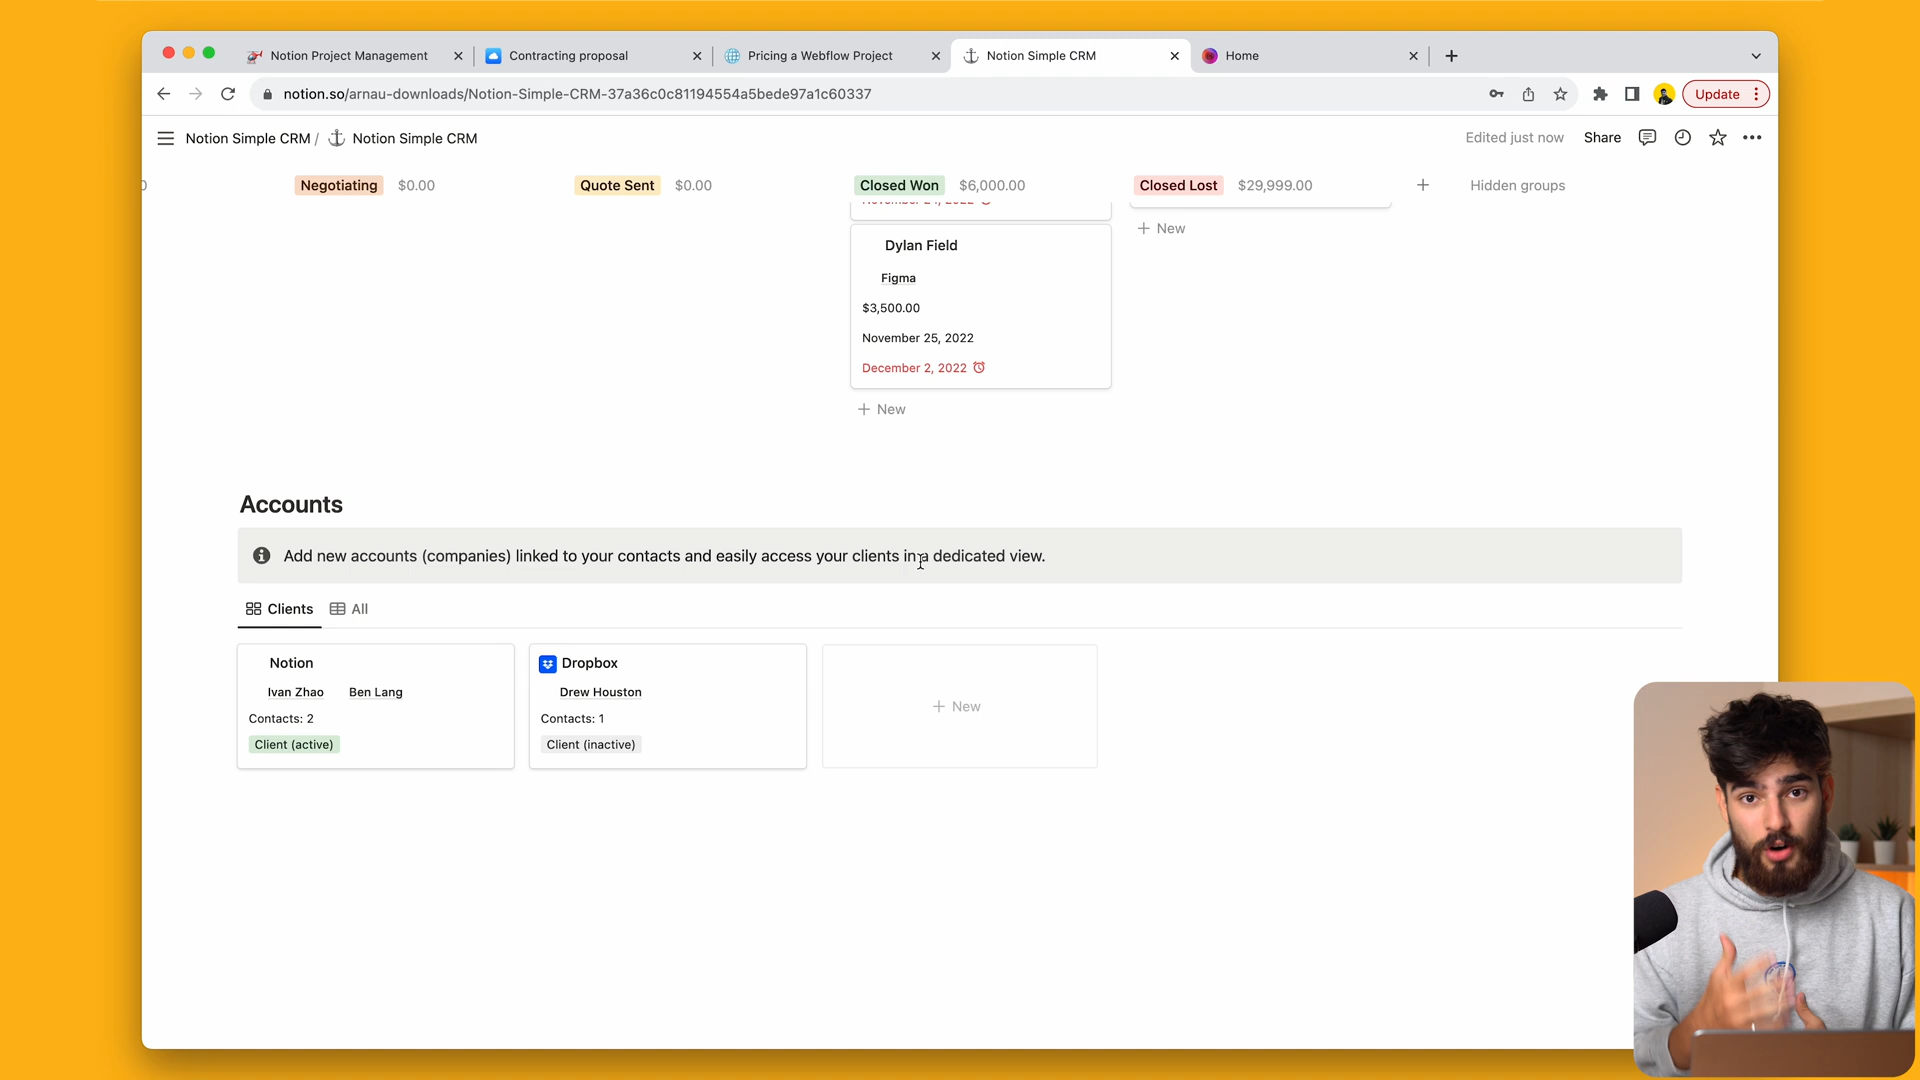 Notion Project Management
Contracting proposal
Pricing a Webflow Project
Notion Simple CRM
Home
notion.so/arnau-downloads/Notion-Simple-CRM-37a36c0c81194554a5bede97a1c60337
Update
Notion Simple CRM / Notion Simple CRM
Edited just now
Share
0
Negotiating $0.00
Quote Sent $0.00
Closed Won $6,000.00
Closed Lost $29,999.00
Hidden groups
New
Dylan Field
Figma
$3,500.00
November 25, 2022
December 2, 2022
New
Accounts
Add new accounts (companies) linked to your contacts and easily access your clients in a dedicated view.
Clients
All
Notion
Ivan Zhao Ben Lang
Contacts: 2
Client (active)
Dropbox
Drew Houston
Contacts: 1
Client (inactive)
New